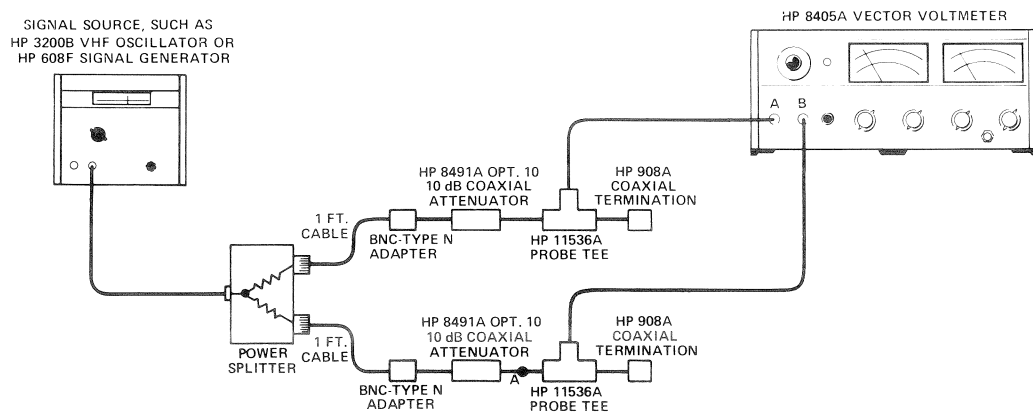 SIGNAL SOURCE, SUCH AS
HP 3200B VHF OSCILLATOR OR
HP 608F SIGNAL GENERATOR
HP 8405A VECTOR VOLTMETER
A
B
HP 8491A OPT. 10
10 dB COAXIAL
ATTENUATOR
HP 908A
COAXIAL
TERMINATION
1 FT.
CABLE
BNC-TYPE N
ADAPTER
HP 11536A
PROBE TEE
HP 8491A OPT. 10
10 dB COAXIAL
ATTENUATOR
HP 908A
COAXIAL
TERMINATION
1 FT.
CABLE
POWER
SPLITTER
A
BNC-TYPE N
ADAPTER
HP 11536A
PROBE TEE